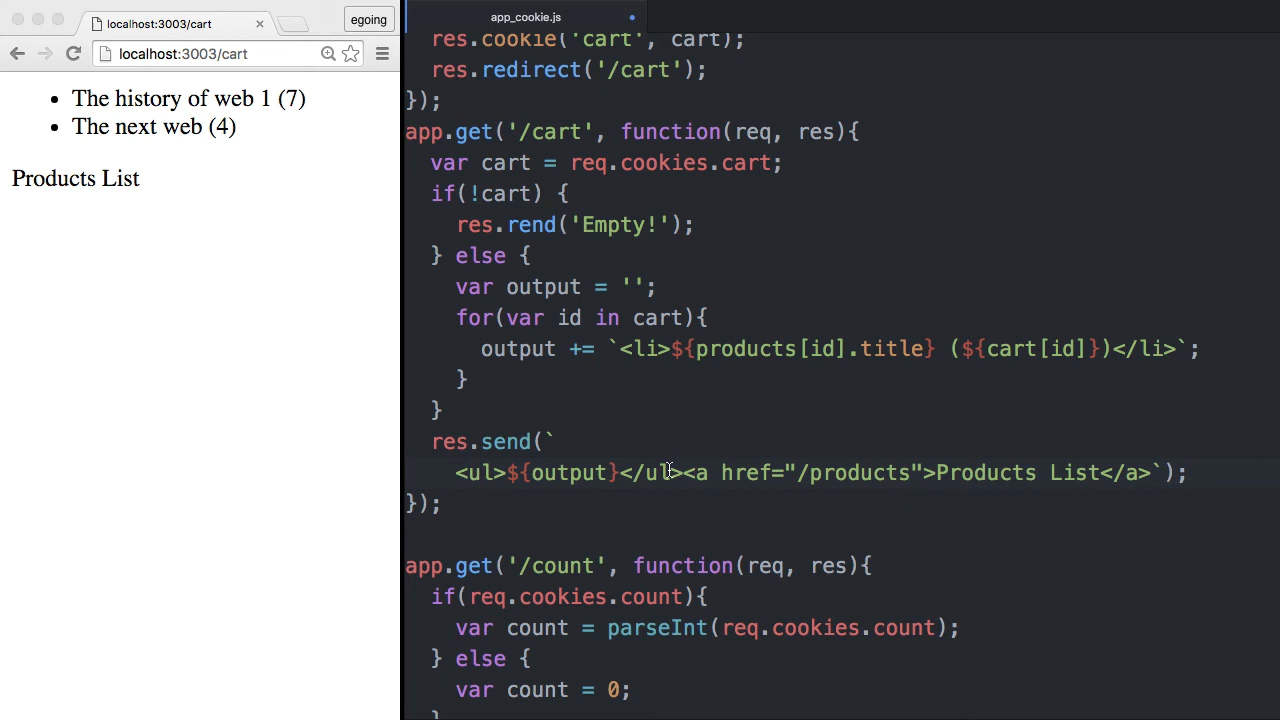 localhost:3003/cart
egoing
localhost:3003/cart
The history of web 1 (7)
The next web (4)
Products List
app_cookie.js
res.cookie('cart', cart);
res.redirect('/cart');
});
app.get('/cart', function(req, res){
var cart = req.cookies.cart;
if(!cart) {
res.rend('Empty!');
} else {
var output = '';
for(var id in cart){
output += `<li>${products[id].title} (${cart[id]})</li>`;
}
}
res.send(`
<ul>${output}</ul><a href="/products">Products List</a>`);
});
app.get('/count', function(req, res){
if(req.cookies.count){
var count = parseInt(req.cookies.count);
} else {
var count = 0;
}